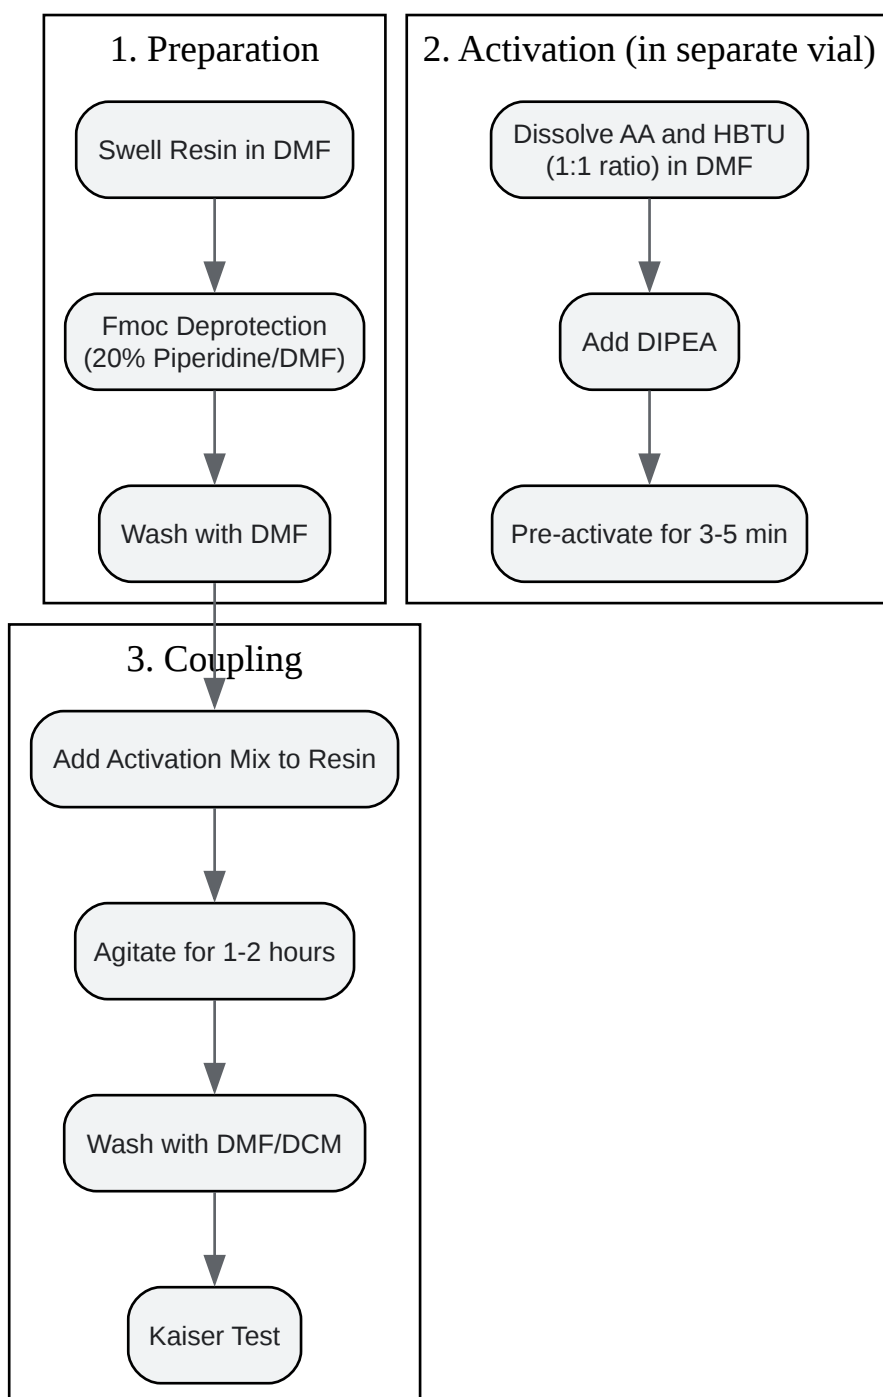 1. Preparation
Swell Resin in DMF
Fmoc Deprotection
(20% Piperidine/DMF)
Wash with DMF
2. Activation (in separate vial)
Dissolve AA and HBTU
(1:1 ratio) in DMF
Add DIPEA
Pre-activate for 3-5 min
3. Coupling
Add Activation Mix to Resin
Agitate for 1-2 hours
Wash with DMF/DCM
Kaiser Test